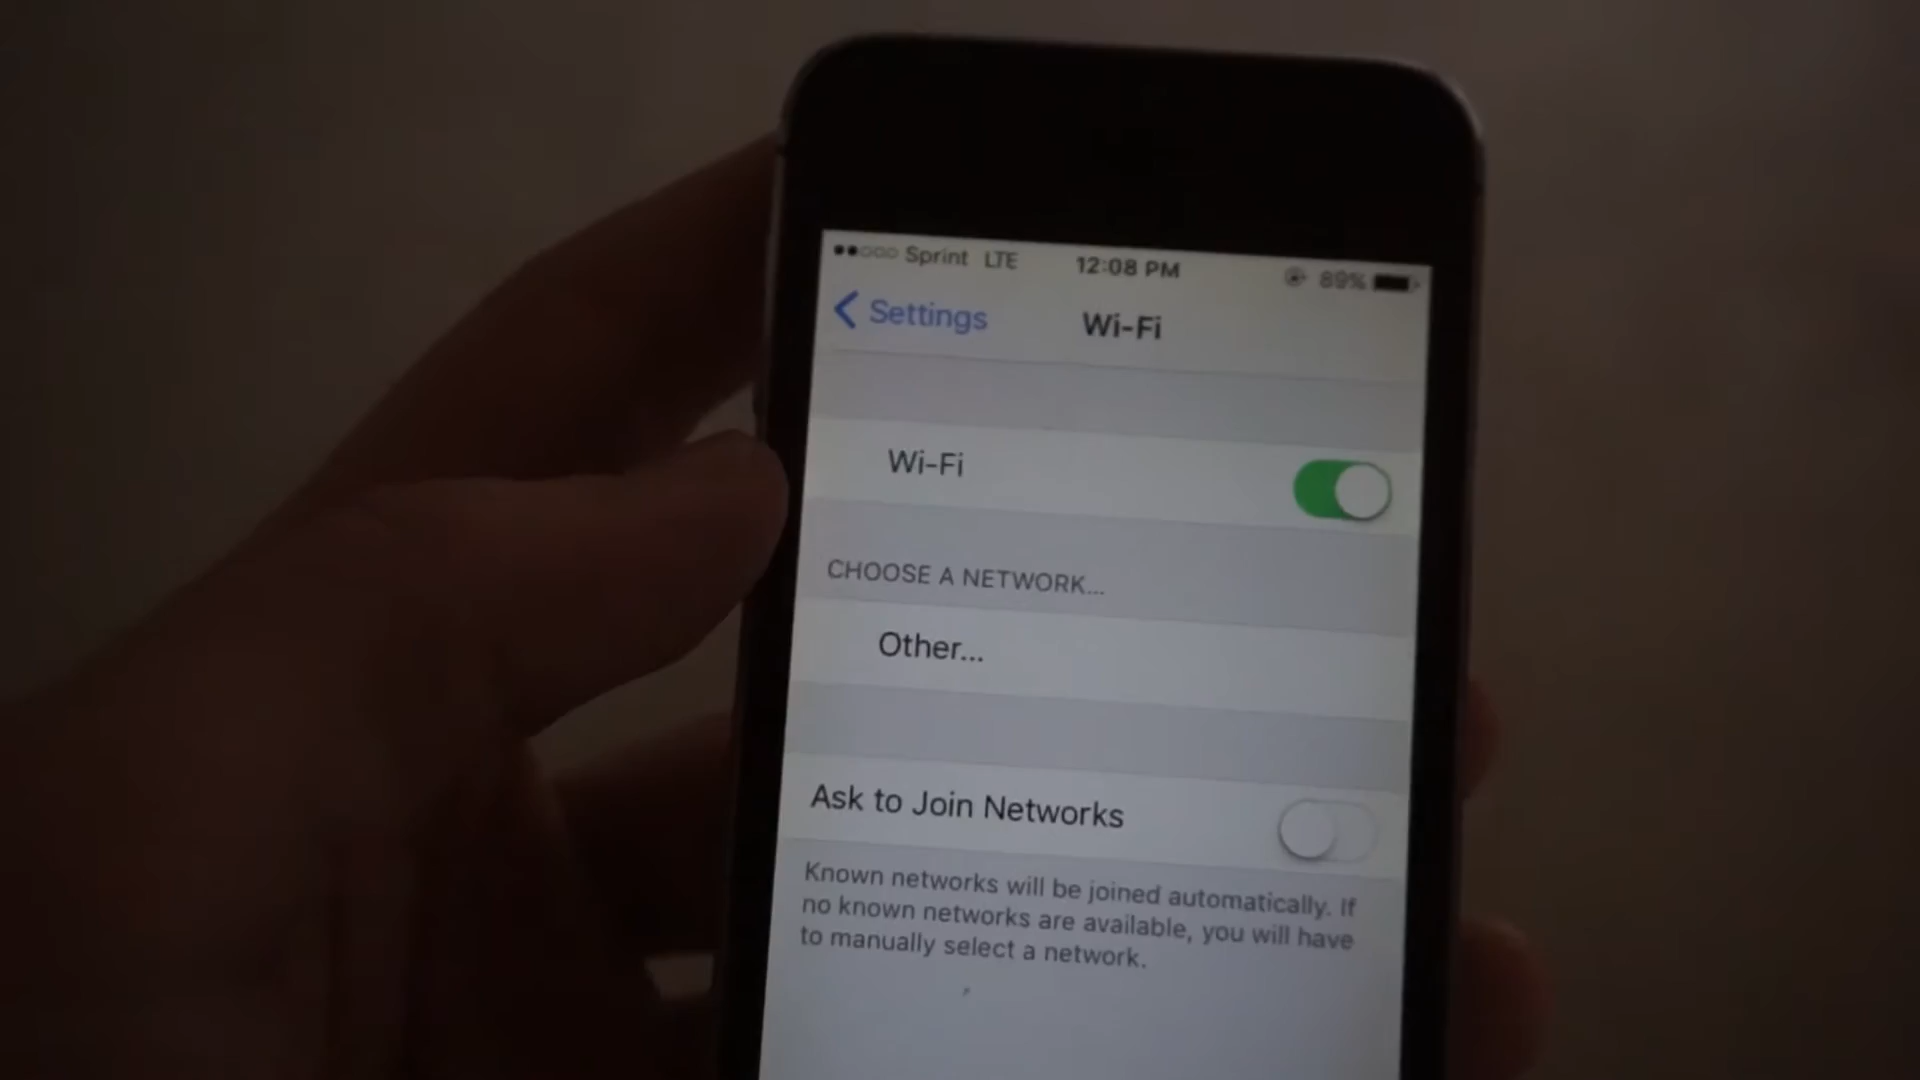 Sprint LTE 12:08 PM 89%
Settings Wi-Fi
Wi-Fi
CHOOSE A NETWORK...
Other...
Ask to Join Networks
Known networks will be joined automatically. If
no known networks are available, you will have
to manually select a network.